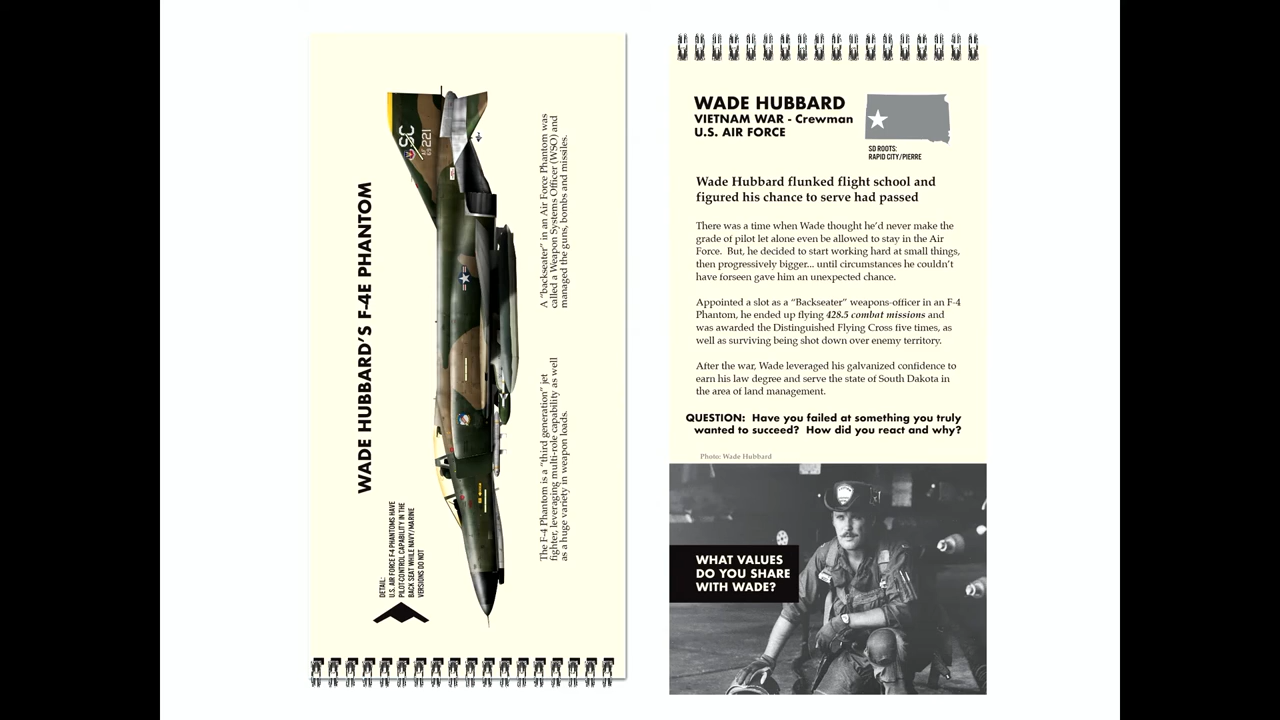 WADE HUBBARD'S F-4E PHANTOM
DETAIL:
U.S. AIR FORCE F-4 PHANTOMS HAVE
PILOT-CONTROL CAPABILITY IN THE
BACK SEAT WHILE NAVY/MARINE
VERSIONS DO NOT
SC
AF
69
221
The F-4 Phantom is a "third generation" jet
fighter, leveraging multi-role capability as well
as a huge variety in weapon loads.
A "backseater" in an Air Force Phantom was
called a Weapon Systems Officer (WSO) and
managed the guns, bombs and missiles.
WADE HUBBARD
VIETNAM WAR - Crewman
U.S. AIR FORCE
SD ROOTS:
RAPID CITY/PIERRE
Wade Hubbard flunked flight school and
figured his chance to serve had passed
There was a time when Wade thought he'd never make the
grade of pilot let alone even be allowed to stay in the Air
Force.  But, he decided to start working hard at small things,
then progressively bigger... until circumstances he couldn't
have forseen gave him an unexpected chance.
Appointed a slot as a "Backseater" weapons-officer in an F-4
Phantom, he ended up flying 428.5 combat missions and
was awarded the Distinguished Flying Cross five times, as
well as surviving being shot down over enemy territory.
After the war, Wade leveraged his galvanized confidence to
earn his law degree and serve the state of South Dakota in
the area of land management.
QUESTION:  Have you failed at something you truly
wanted to succeed?  How did you react and why?
Photo: Wade Hubbard
WHAT VALUES
DO YOU SHARE
WITH WADE?